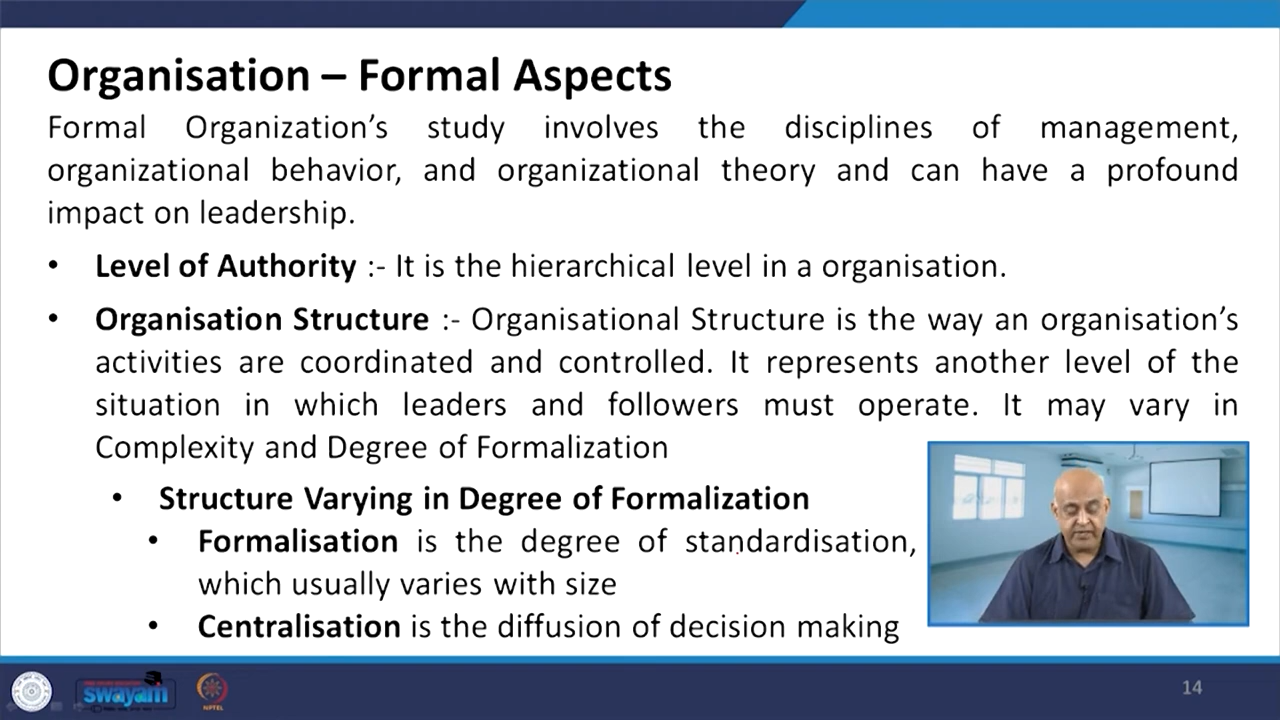 Organisation – Formal Aspects
Formal Organization's study involves the disciplines of management,
organizational behavior, and organizational theory and can have a profound
impact on leadership.
• Level of Authority :- It is the hierarchical level in a organisation.
• Organisation Structure :- Organisational Structure is the way an organisation's
activities are coordinated and controlled. It represents another level of the
situation in which leaders and followers must operate. It may vary in
Complexity and Degree of Formalization
• Structure Varying in Degree of Formalization
• Formalisation is the degree of standardisation,
which usually varies with size
• Centralisation is the diffusion of decision making
swayam
NPTEL
14